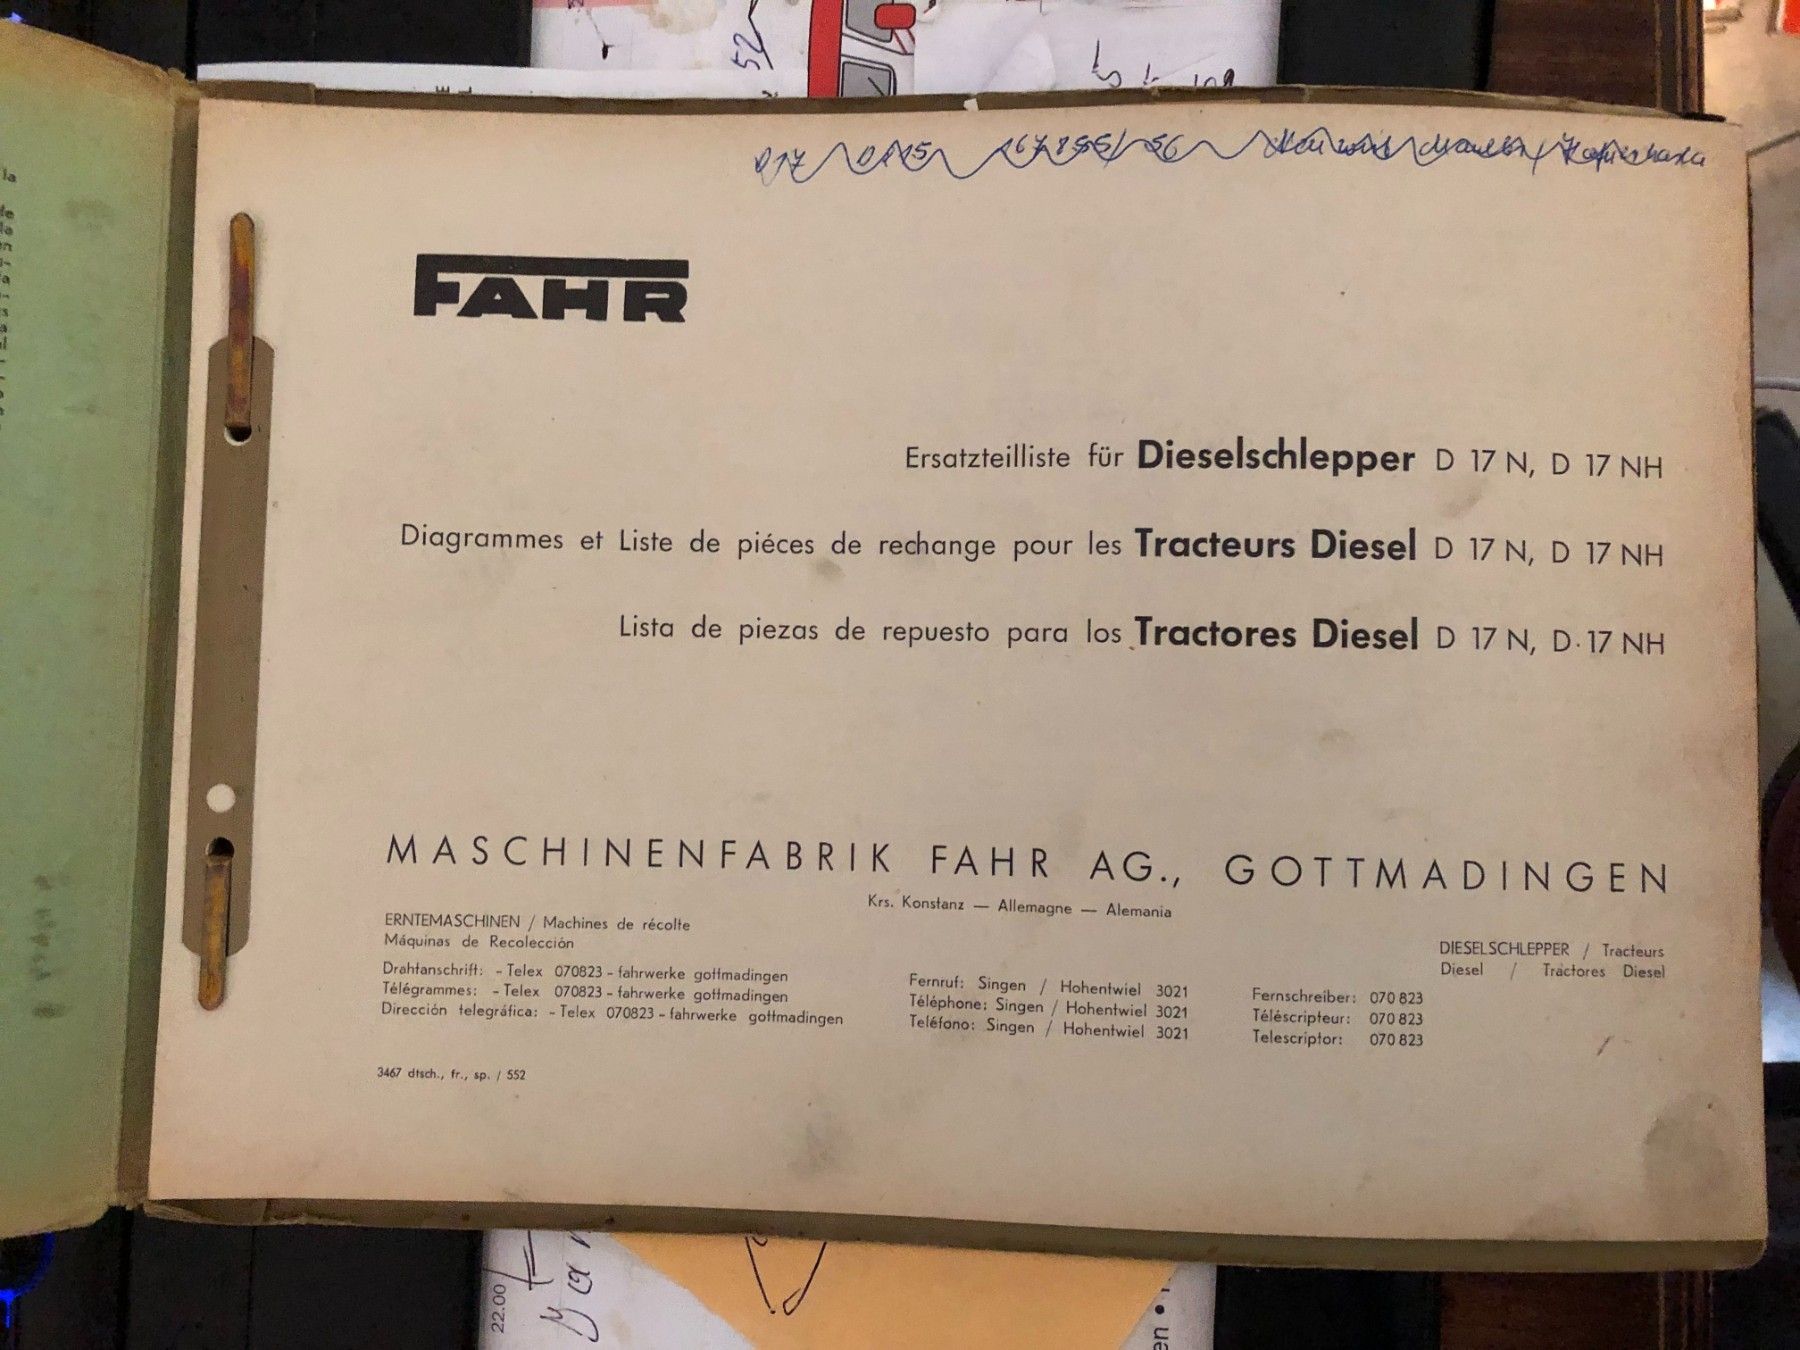 FAHR
Ersatzteilliste für Dieselschlepper D 17 N, D 17 NH
Diagrammes et Liste de piéces de rechange pour les Tracteurs Diesel D 17 N, D 17 NH
Lista de piezas de repuesto para los Tractores Diesel D 17 N, D 17 NH
MASCHINENFABRIK FAHR AG., GOTTMADINGEN
Krs. Konstanz — Allemagne — Alemania
ERNTEMASCHINEN / Machines de récolte
Máquinas de Recolección
Drahtanschrift: - Telex 070823 - fahrwerke gottmadingen
Télégrammes: - Telex 070823 - fahrwerke gottmadingen
Dirección telegráfica: - Telex 070823 - fahrwerke gottmadingen
Fernruf: Singen / Hohentwiel 3021
Téléphone: Singen / Hohentwiel 3021
Teléfono: Singen / Hohentwiel 3021
DIESELSCHLEPPER / Tracteurs
Diesel / Tractores Diesel
Fernschreiber: 070 823
Téléscripteur: 070 823
Telescriptor: 070 823
3467 dtsch., fr., sp. / 552
22.00